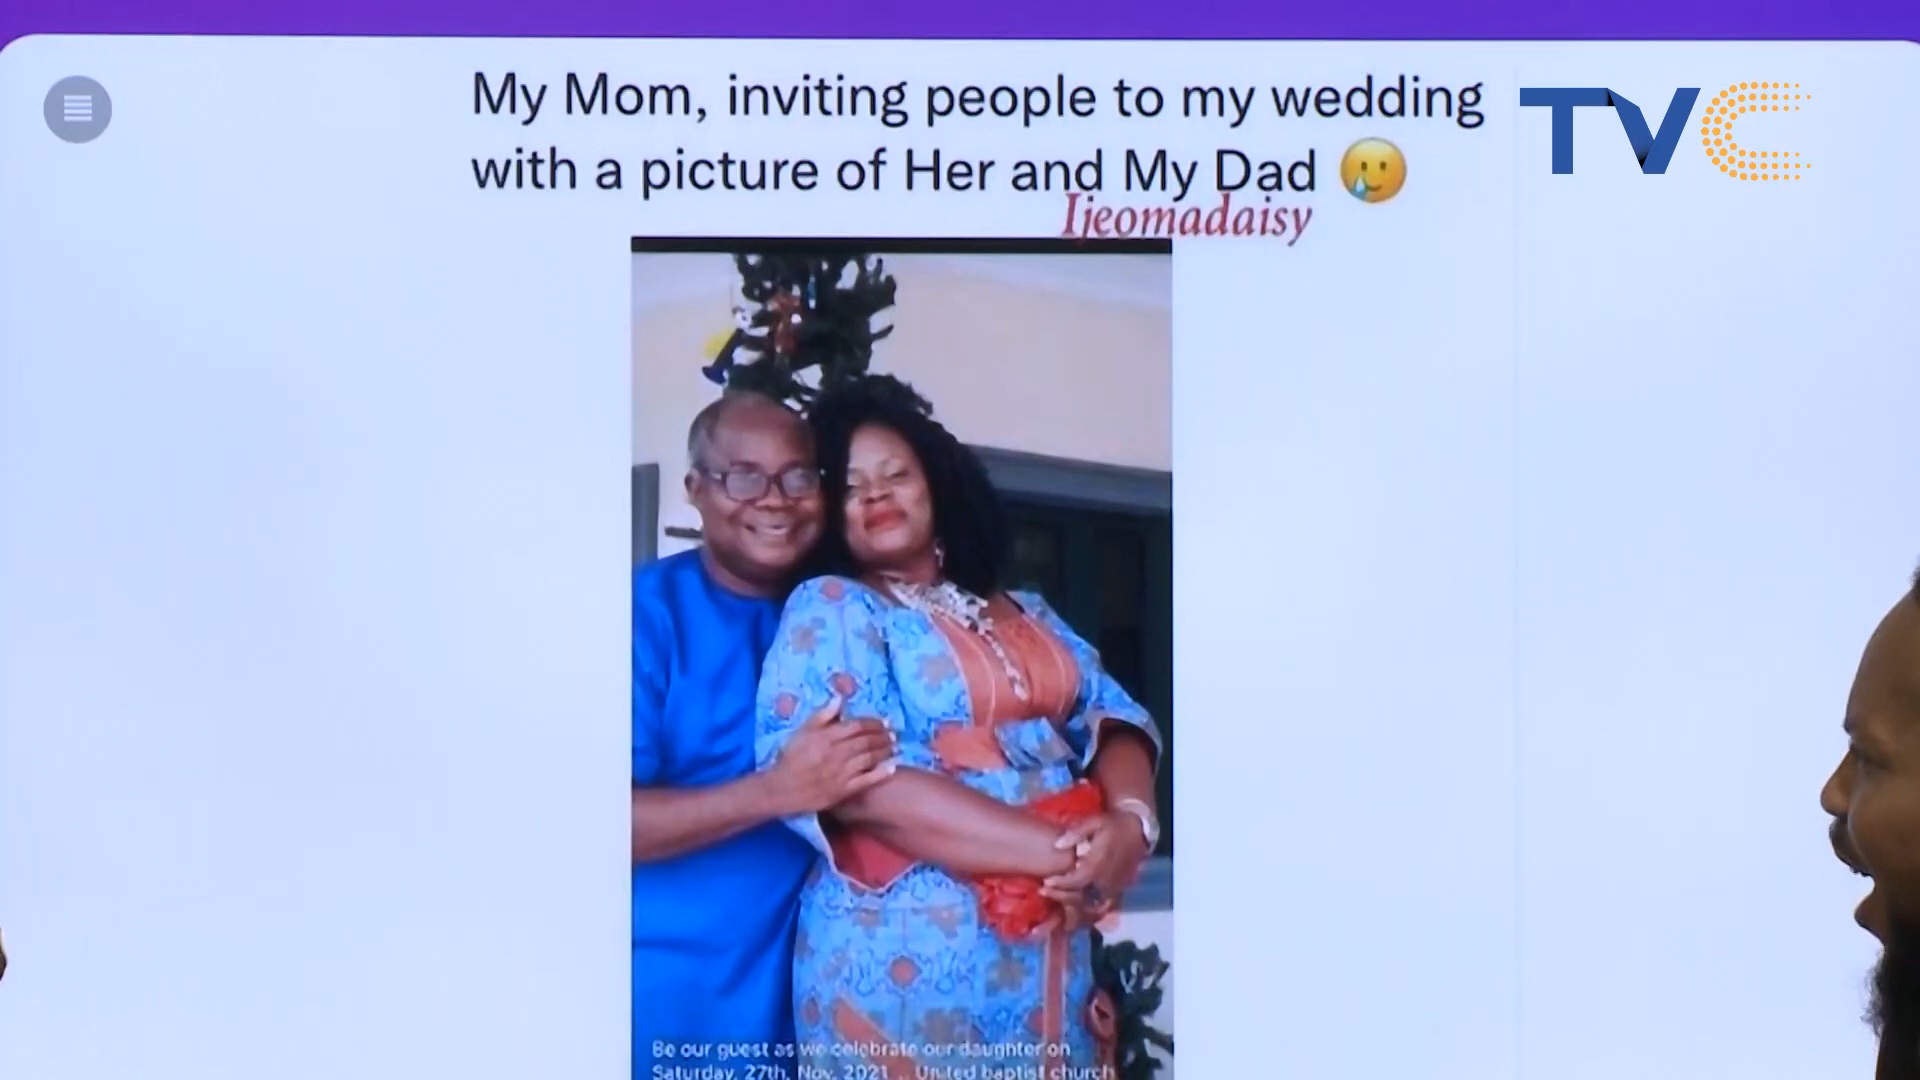 My Mom, inviting people to my wedding
with a picture of Her and My Dad 🥲
TVC
Ijeomadaisy
Be our guest as we celebrate our daughter on
Saturday, 27th, Nov, 2021 .. United baptist church